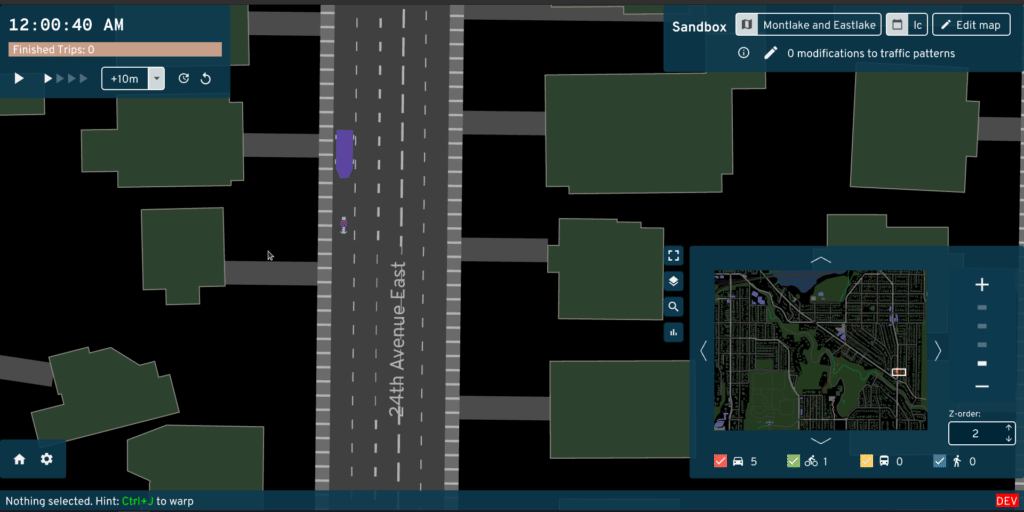 12:00:40 AM
Finished Trips: 0
+10m
Sandbox
Montlake and Eastlake
lc
Edit map
0 modifications to traffic patterns
24th Avenue East
Z-order:
2
5
1
0
0
Nothing selected. Hint: Ctrl+J to warp
DEV